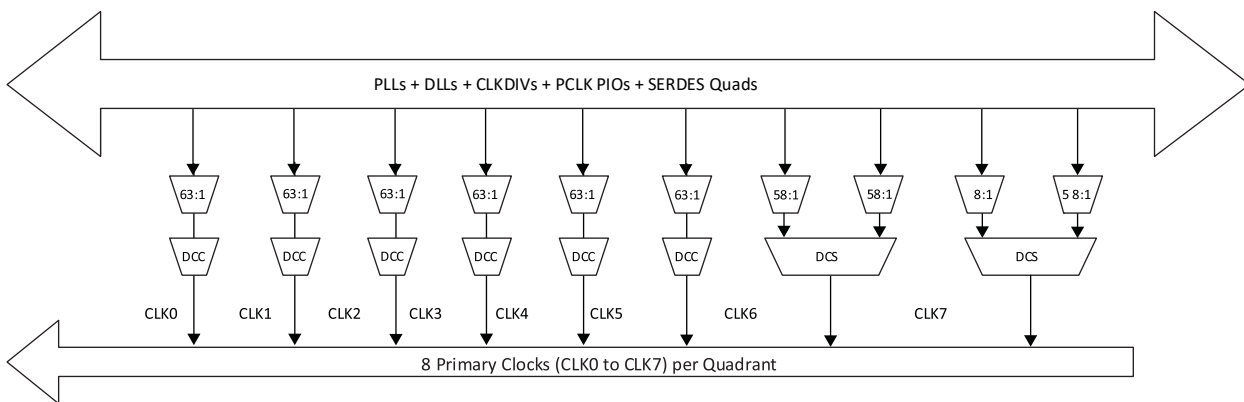 PLLs + DLLs + CLKDIVs + PCLK PIOs + SERDES Quads
63:1 63:1 63:1 63:1 63:1 63:1 58:1 58:1 8:1 5 8:1
DCC DCC DCC DCC DCC DCC DCS DCS
CLK0 CLK1 CLK2 CLK3 CLK4 CLK5 CLK6 CLK7
8 Primary Clocks (CLK0 to CLK7) per Quadrant